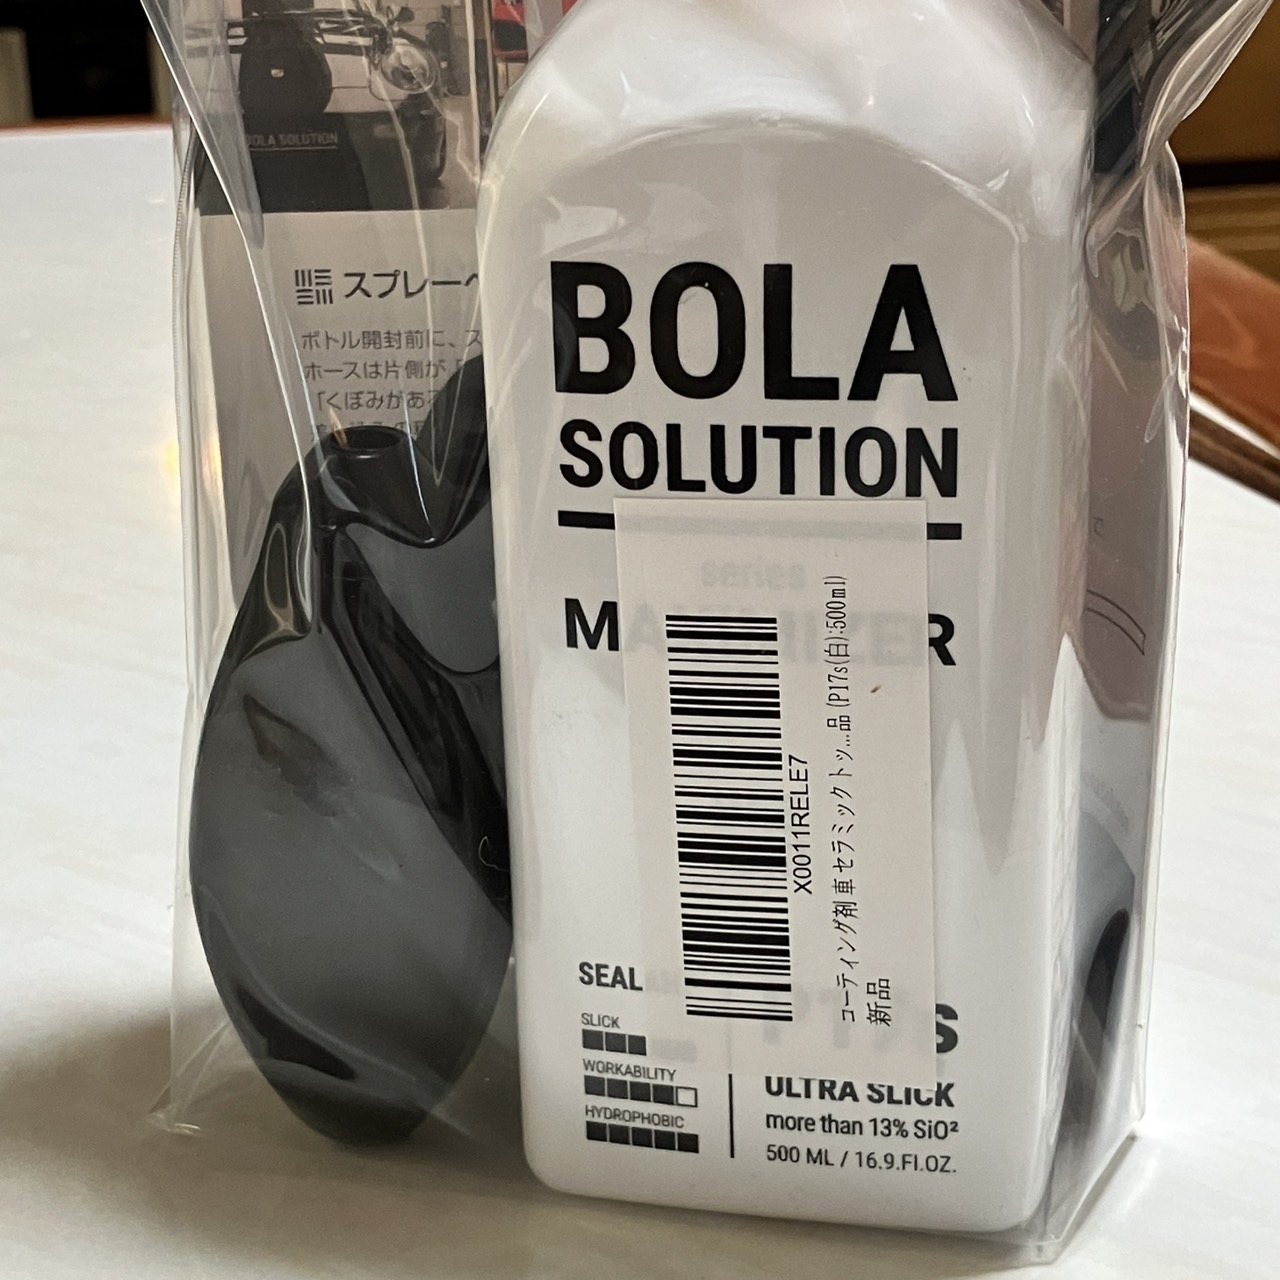 BOLA SOLUTION
スプレーヘ
ボトル開封前に、ス
ホースは片側が
「くぼみがある
BOLA
SOLUTION
series
MAXIMIZER
X0011RELE7
コーティング剤 車 セラミックトッ...品 (P17s(白):500ml)
新品
SEAL
P17s
SLICK
WORKABILITY
HYDROPHOBIC
ULTRA SLICK
more than 13% SiO²
500 ML / 16.9.FI.OZ.